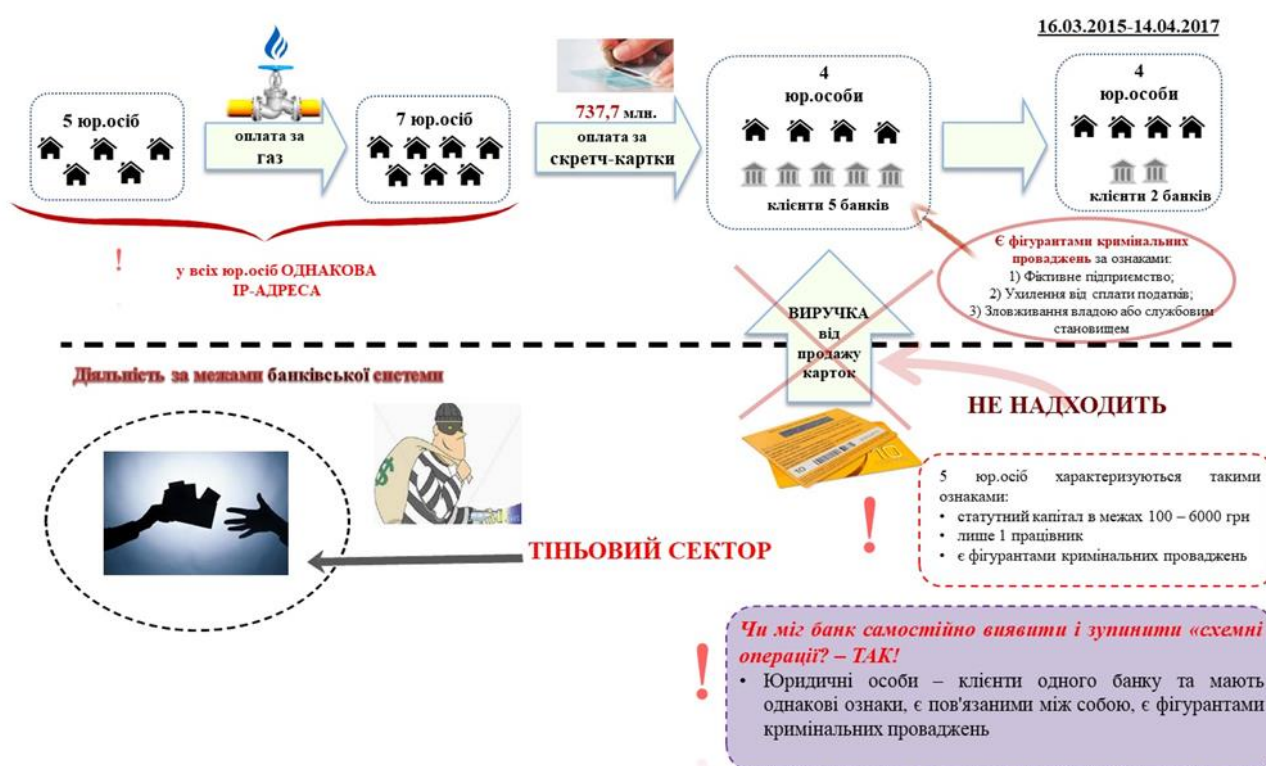 16.03.2015-14.04.2017
5 юр.осіб
оплата за
газ
7 юр.осіб
737,7 млн.
оплата за
скретч-картки
4
юр.особи
клієнти 5 банків
4
юр.особи
клієнти 2 банків
!
у всіх юр.осіб ОДНАКОВА
ІР-АДРЕСА
Є фігурантами кримінальних
проваджень за ознаками:
1) Фіктивне підприємство;
2) Ухилення від сплати податків;
3) Зловживання владою або службовим
становищем
ВИРУЧКА
від
продажу
карток
НЕ НАДХОДИТЬ
Діяльність за межами банківської системи
$
10
10
ТІНЬОВИЙ СЕКТОР
!
5 юр.осіб характеризуються такими
ознаками:
• статутний капітал в межах 100 – 6000 грн
• лише 1 працівник
• є фігурантами кримінальних проваджень
!
Чи міг банк самостійно виявити і зупинити «схемні
операції? – ТАК!
• Юридичні особи – клієнти одного банку та мають
однакові ознаки, є пов'язаними між собою, є фігурантами
кримінальних проваджень